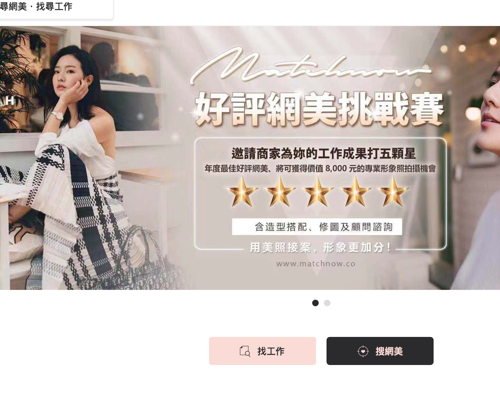 尋網美・找尋工作
Matchnow
好評網美挑戰賽
邀請商家為妳的工作成果打五顆星
年度最佳好評網美、將可獲得價值 8,000 元的專業形象照拍攝機會
含造型搭配、修圖及顧問諮詢
用美照接案，形象更加分！
www.matchnow.co
H
找工作
搜網美